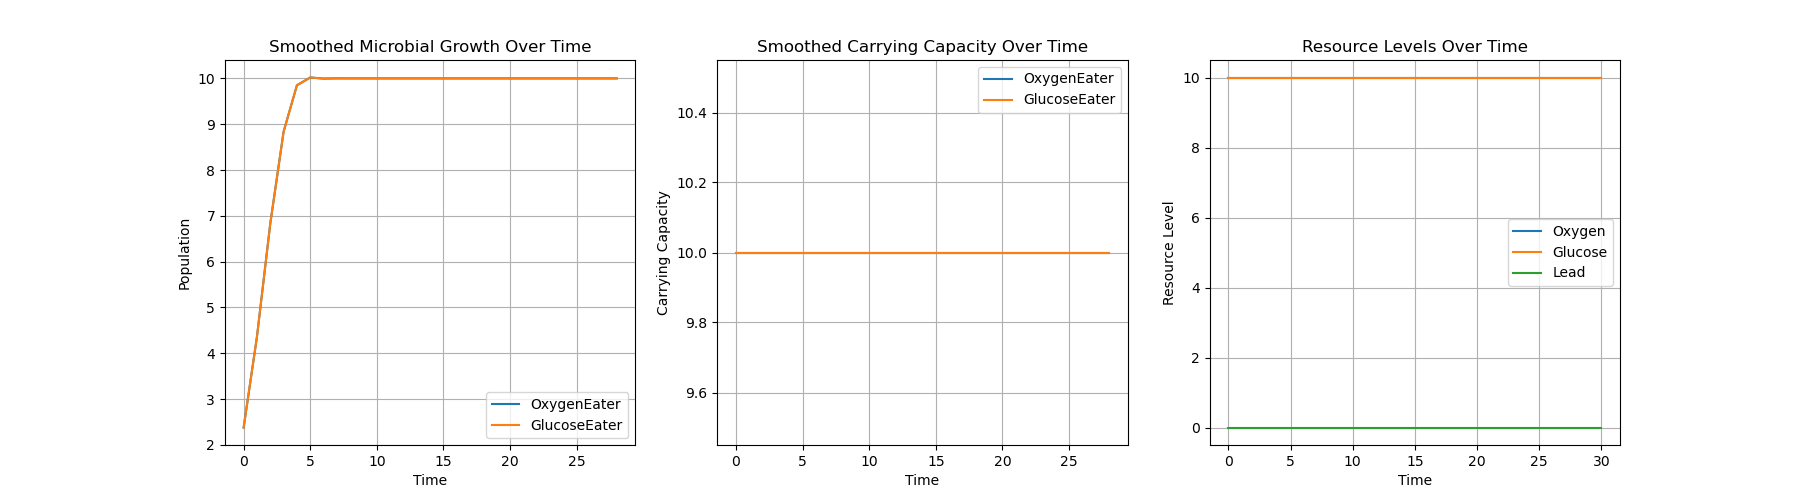 Smoothed Microbial Growth Over Time
Population
10
9
8
7
6
5
4
3
2
0 5 10 15 20 25
Time
OxygenEater
GlucoseEater
Smoothed Carrying Capacity Over Time
Carrying Capacity
10.4
10.2
10.0
9.8
9.6
0 5 10 15 20 25
Time
OxygenEater
GlucoseEater
Resource Levels Over Time
Resource Level
10
8
6
4
2
0
0 5 10 15 20 25 30
Time
Oxygen
Glucose
Lead